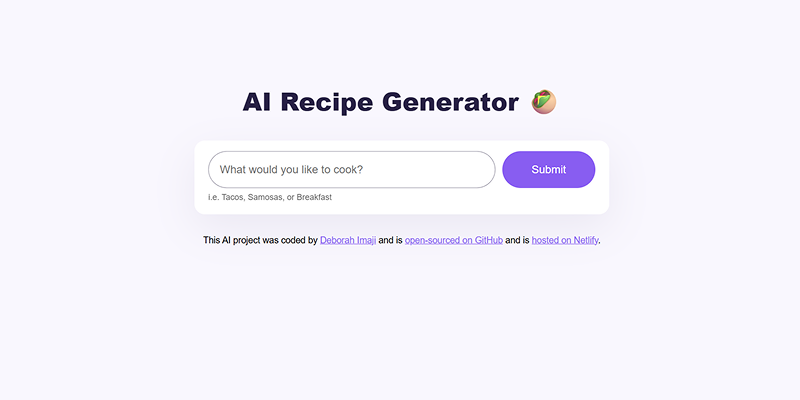 AI Recipe Generator 🥙
What would you like to cook?
Submit
i.e. Tacos, Samosas, or Breakfast
This AI project was coded by Deborah Imaji and is open-sourced on GitHub and is hosted on Netlify.